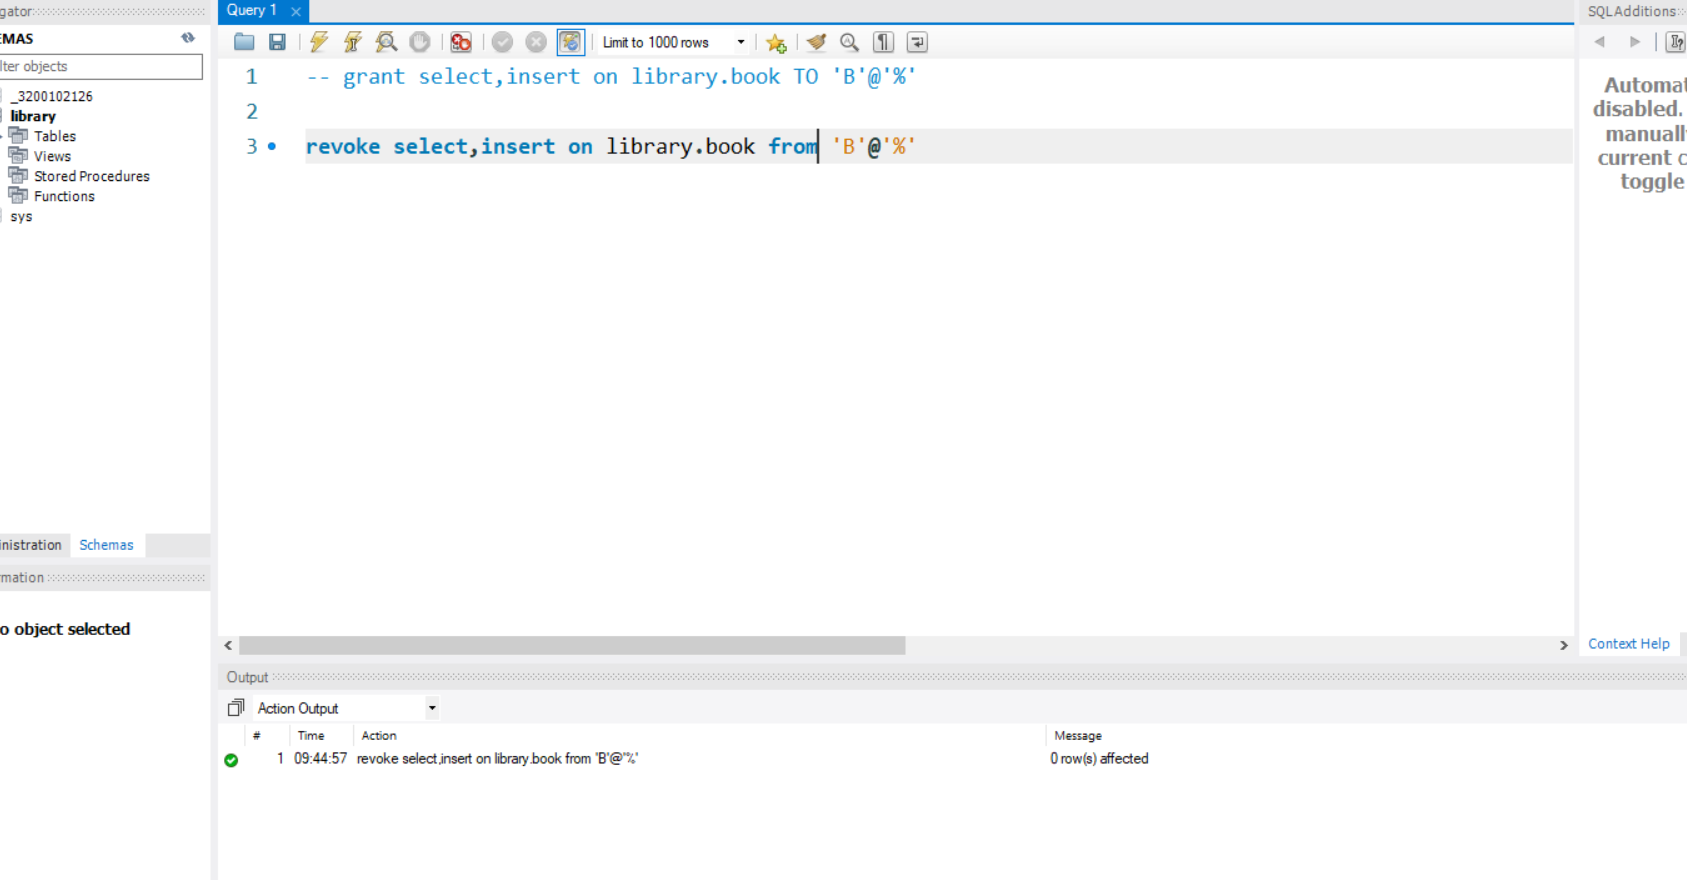 gator
Query 1
SQLAdditions
EMAS
Limit to 1000 rows
lter objects
1 -- grant select,insert on library.book TO 'B'@'%'
2
3 revoke select,insert on library.book from 'B'@'%'
Automat
disabled.
manually
current c
toggle
_3200102126
library
Tables
Views
Stored Procedures
Functions
sys
inistration Schemas
rmation
o object selected
Context Help
Output
Action Output
# Time Action Message
1 09:44:57 revoke select,insert on library.book from 'B'@'%' 0 row(s) affected